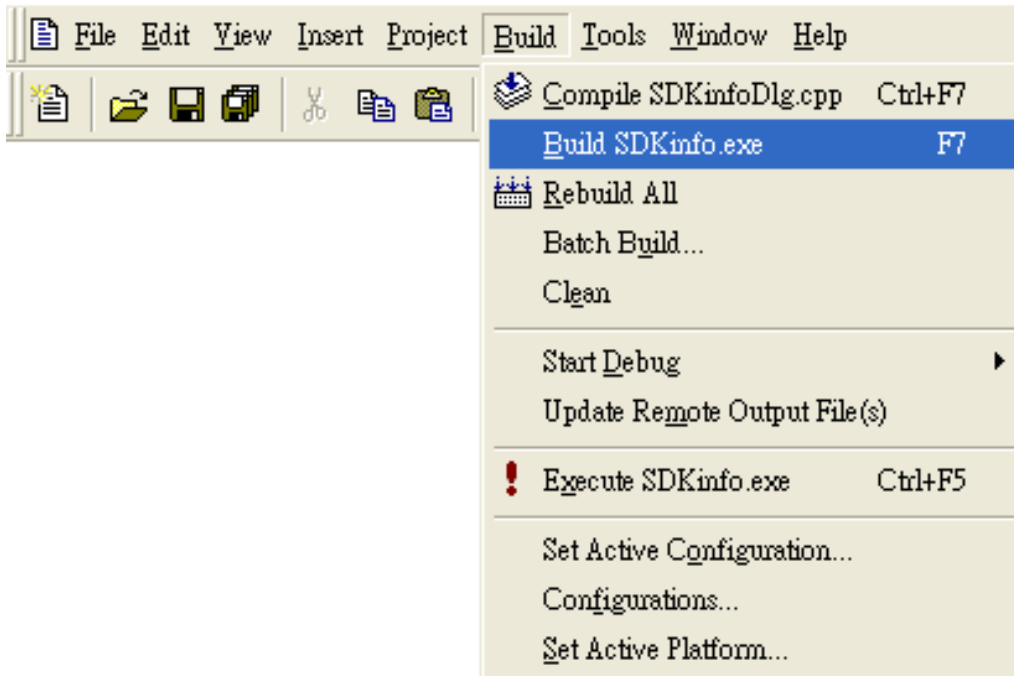 File Edit View Insert Project Build Tools Window Help
Compile SDKinfoDlg.cpp Ctrl+F7
Build SDKinfo.exe F7
Rebuild All
Batch Build...
Clean
Start Debug
Update Remote Output File(s)
Execute SDKinfo.exe Ctrl+F5
Set Active Configuration...
Configurations...
Set Active Platform...